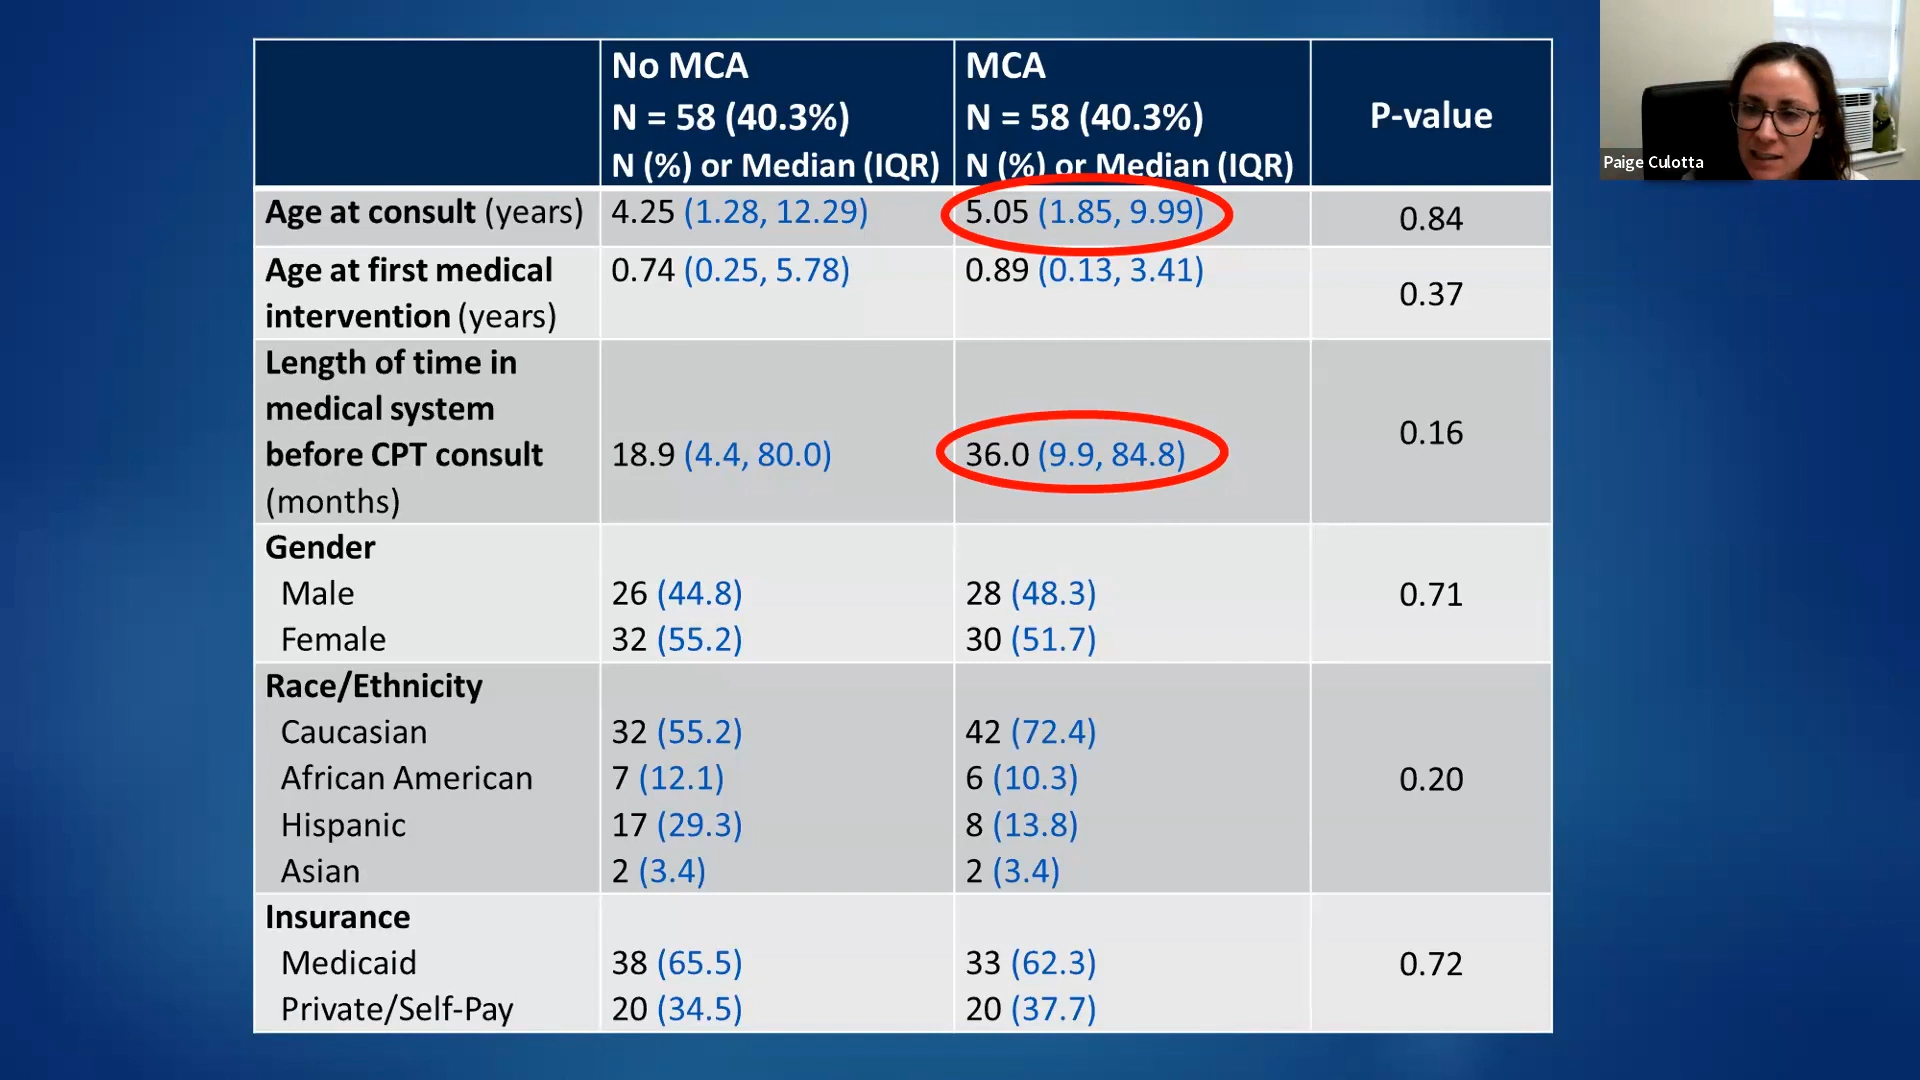 No MCA
N = 58 (40.3%)
N (%) or Median (IQR)
MCA
N = 58 (40.3%)
N (%) or Median (IQR)
P-value
Age at consult (years)
4.25 (1.28, 12.29)
5.05 (1.85, 9.99)
0.84
Age at first medical
intervention (years)
0.74 (0.25, 5.78)
0.89 (0.13, 3.41)
0.37
Length of time in
medical system
before CPT consult
(months)
18.9 (4.4, 80.0)
36.0 (9.9, 84.8)
0.16
Gender
Male
26 (44.8)
28 (48.3)
Female
32 (55.2)
30 (51.7)
0.71
Race/Ethnicity
Caucasian
32 (55.2)
42 (72.4)
African American
7 (12.1)
6 (10.3)
Hispanic
17 (29.3)
8 (13.8)
Asian
2 (3.4)
2 (3.4)
0.20
Insurance
Medicaid
38 (65.5)
33 (62.3)
Private/Self-Pay
20 (34.5)
20 (37.7)
0.72
Paige Culotta